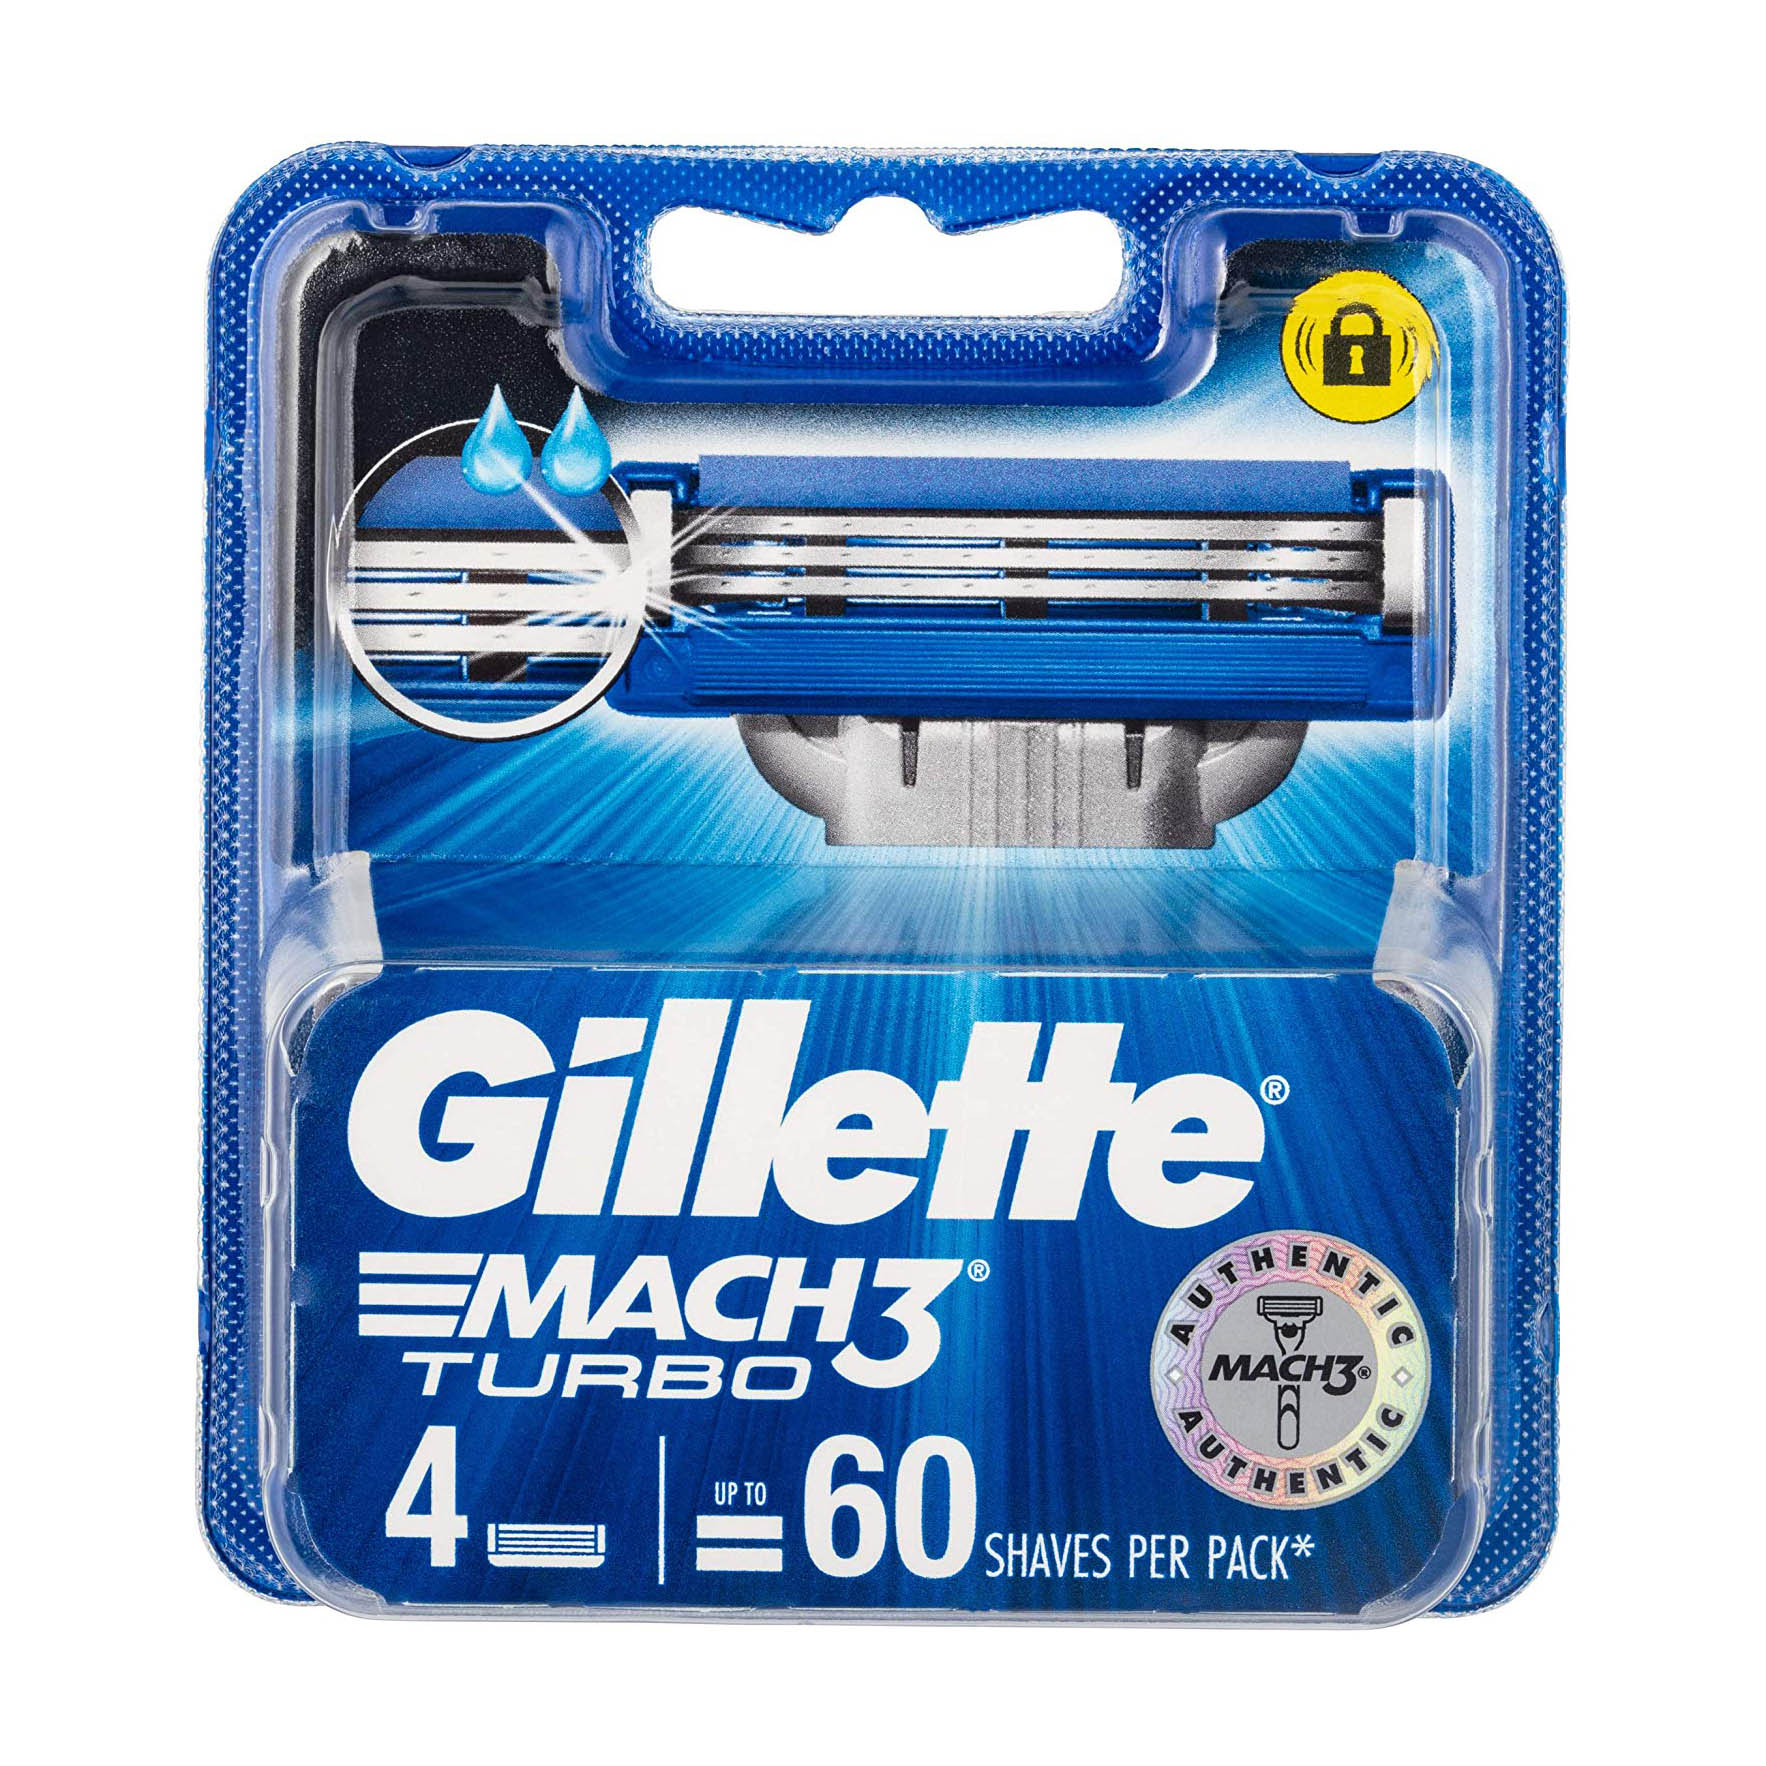 Gillette®
MACH3®
TURBO
4
UP TO
= 60 SHAVES PER PACK*
AUTHENTIC
MACH3®
AUTHENTIC